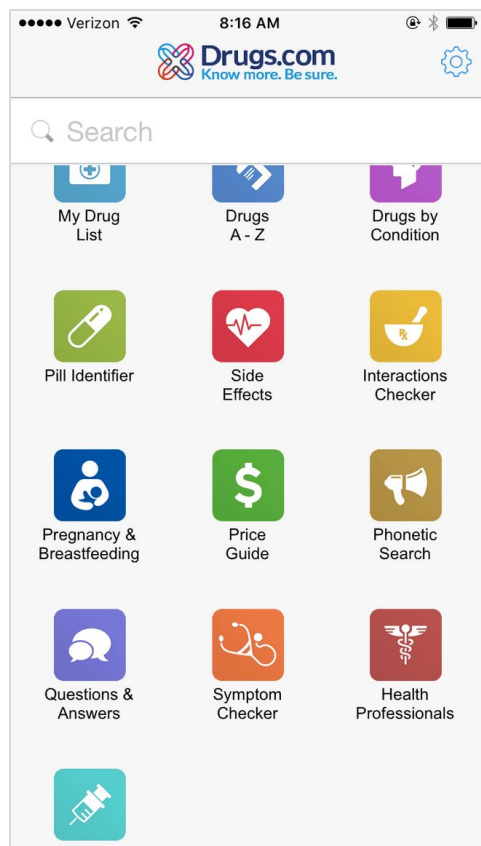 Verizon 8:16 AM
Drugs.com
Know more. Be sure.
Search
My Drug
List
Drugs
A - Z
Drugs by
Condition
Pill Identifier
Side
Effects
Rx
Interactions
Checker
Pregnancy &
Breastfeeding
$
Price
Guide
Phonetic
Search
Questions &
Answers
Symptom
Checker
Health
Professionals